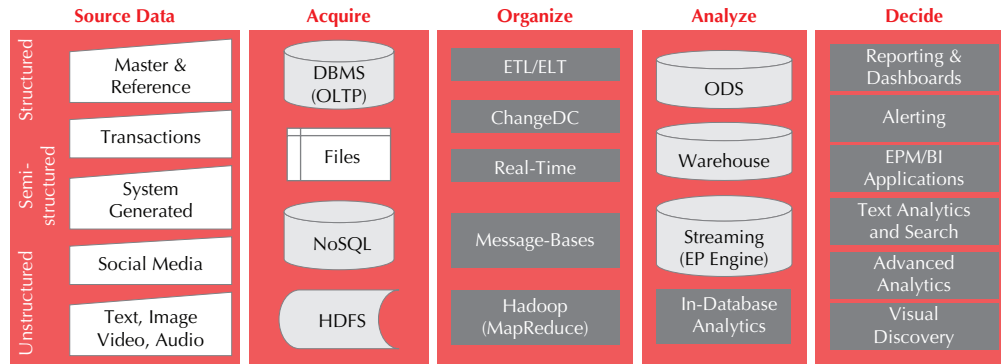 Source Data
Structured
Semi-
structured
Unstructured
Master &
Reference
Transactions
System
Generated
Social Media
Text, Image
Video, Audio
Acquire
DBMS
(OLTP)
Files
NoSQL
HDFS
Organize
ETL/ELT
ChangeDC
Real-Time
Message-Bases
Hadoop
(MapReduce)
Analyze
ODS
Warehouse
Streaming
(EP Engine)
In-Database
Analytics
Decide
Reporting &
Dashboards
Alerting
EPM/BI
Applications
Text Analytics
and Search
Advanced
Analytics
Visual
Discovery